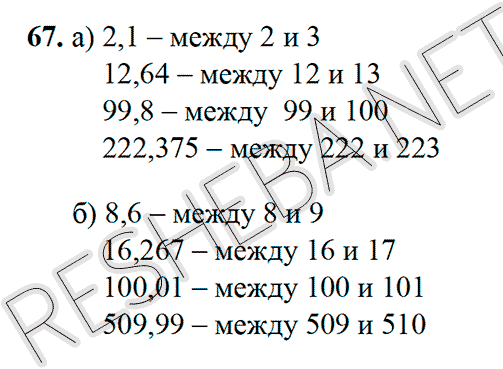 67. а) 2,1 – между 2 и 3
12,64 – между 12 и 13
99,8 – между 99 и 100
222,375 – между 222 и 223
б) 8,6 – между 8 и 9
16,267 – между 16 и 17
100,01 – между 100 и 101
509,99 – между 509 и 510
RESHEBA.NET